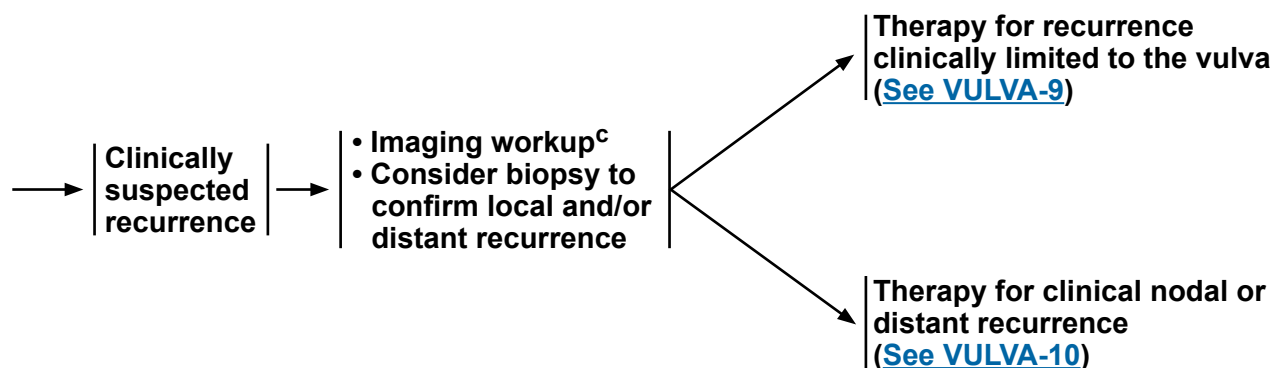 Clinically
suspected
recurrence
• Imaging workupᶜ
• Consider biopsy to
confirm local and/or
distant recurrence
Therapy for recurrence
clinically limited to the vulva
(See VULVA-9)
Therapy for clinical nodal or
distant recurrence
(See VULVA-10)